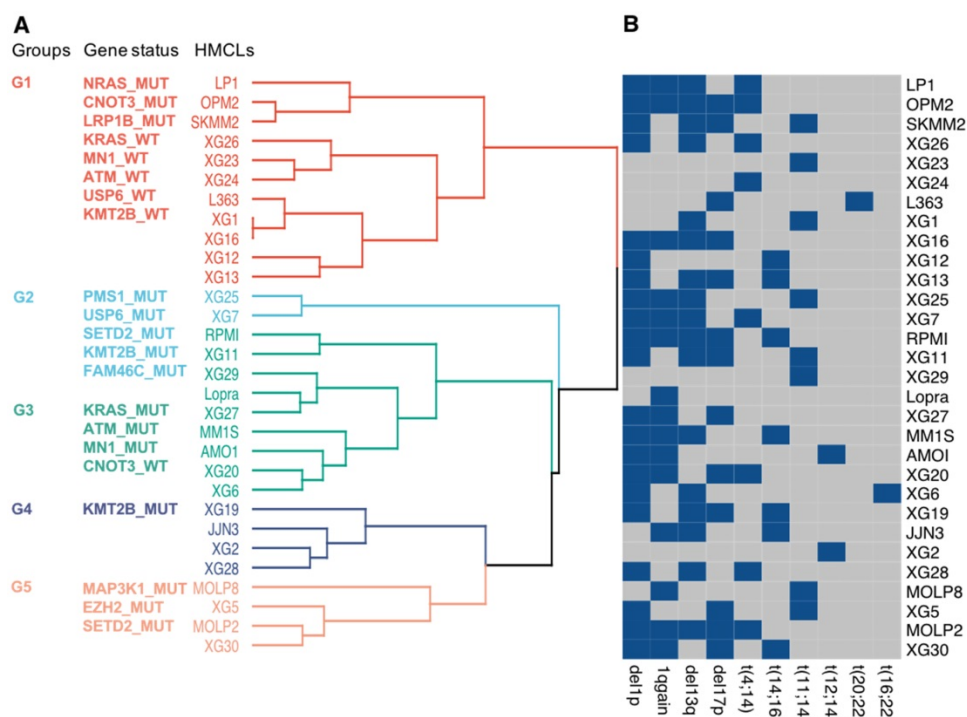 A
B
Groups Gene status HMCLs
G1
NRAS_MUT
CNOT3_MUT
LRP1B_MUT
KRAS_WT
MN1_WT
ATM_WT
USP6_WT
KMT2B_WT
G2
PMS1_MUT
USP6_MUT
SETD2_MUT
KMT2B_MUT
FAM46C_MUT
G3
KRAS_MUT
ATM_MUT
MN1_MUT
CNOT3_WT
G4
KMT2B_MUT
G5
MAP3K1_MUT
EZH2_MUT
SETD2_MUT
LP1
OPM2
SKMM2
XG26
XG23
XG24
L363
XG1
XG16
XG12
XG13
XG25
XG7
RPMI
XG11
XG29
Lopra
XG27
MM1S
AMO1
XG20
XG6
XG19
JJN3
XG2
XG28
MOLP8
XG5
MOLP2
XG30
LP1
OPM2
SKMM2
XG26
XG23
XG24
L363
XG1
XG16
XG12
XG13
XG25
XG7
RPMI
XG11
XG29
Lopra
XG27
MM1S
AMOI
XG20
XG6
XG19
JJN3
XG2
XG28
MOLP8
XG5
MOLP2
XG30
del1p
1qgain
del13q
del17p
t(4;14)
t(14;16
t(11;14
t(12;14
t(20;22
t(16;22